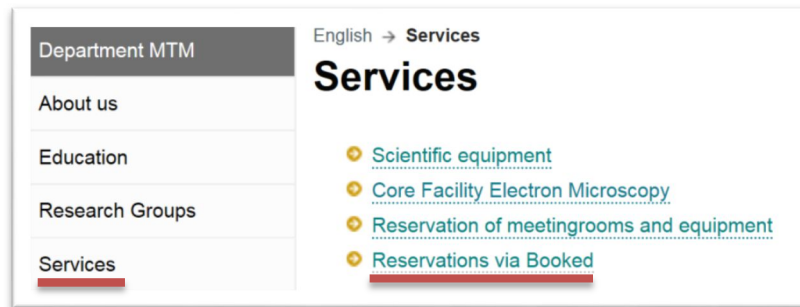 Department MTM
About us
Education
Research Groups
Services
English → Services
Services
Scientific equipment
Core Facility Electron Microscopy
Reservation of meetingrooms and equipment
Reservations via Booked